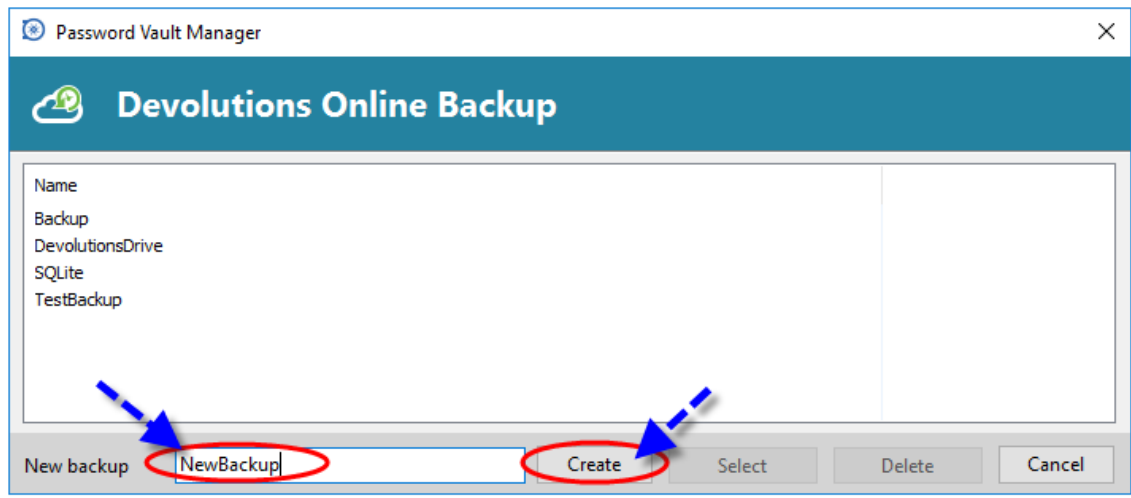 Password Vault Manager
Devolutions Online Backup
Name
Backup
DevolutionsDrive
SQLite
TestBackup
New backup NewBackup Create Select Delete Cancel